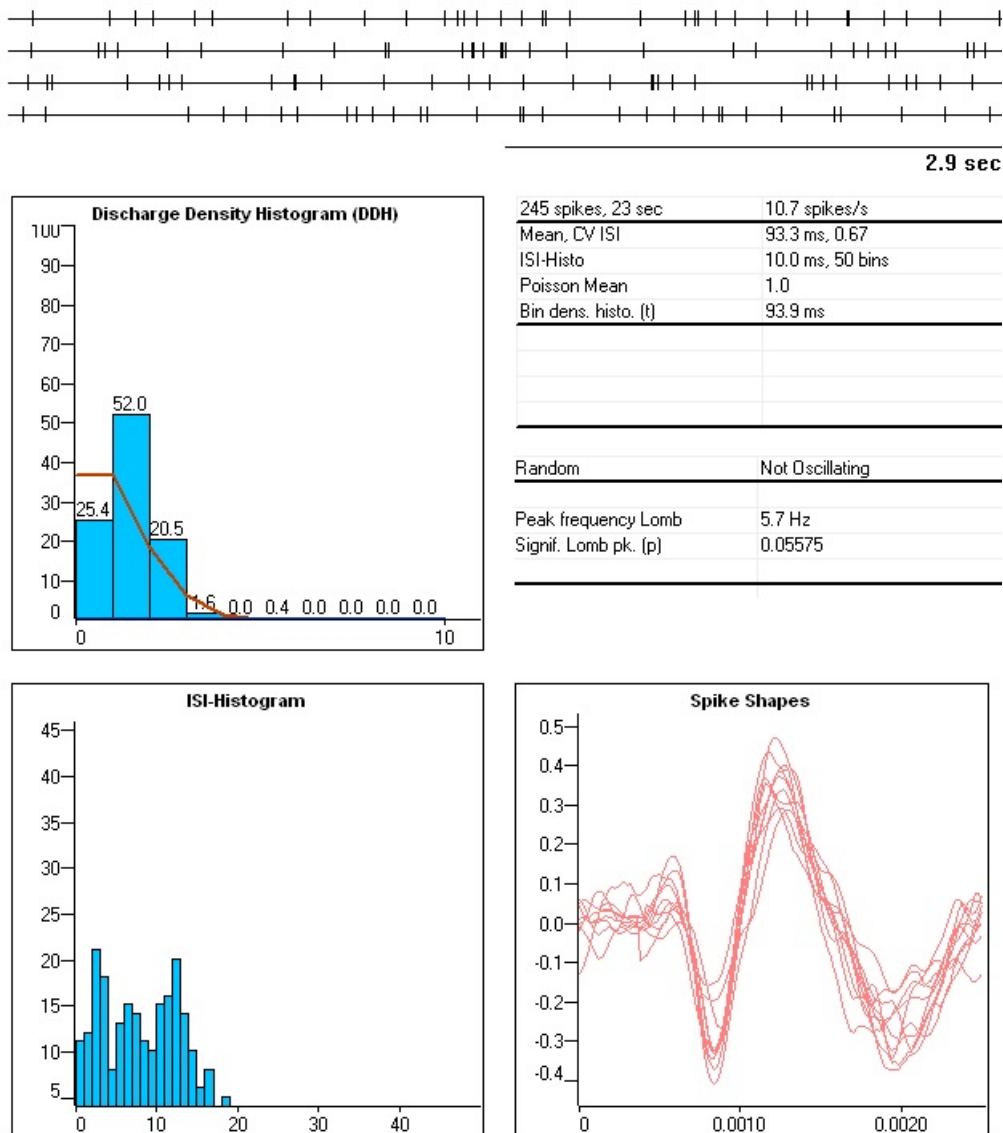 2.9 sec
Discharge Density Histogram (DDH)
100
90
80
70
60
50
40
30
20
10
0
25.4 52.0 20.5 1.6 0.0 0.4 0.0 0.0 0.0 0.0
0 10
245 spikes, 23 sec 10.7 spikes/s
Mean, CV ISI 93.3 ms, 0.67
ISI-Histo 10.0 ms, 50 bins
Poisson Mean 1.0
Bin dens. histo. (t) 93.9 ms
Random Not Oscillating
Peak frequency Lomb 5.7 Hz
Signif. Lomb pk. (p) 0.05575
ISI-Histogram
45
40
35
30
25
20
15
10
5
0 10 20 30 40
Spike Shapes
0.5
0.4
0.3
0.2
0.1
0.0
-0.1
-0.2
-0.3
-0.4
0 0.0010 0.0020